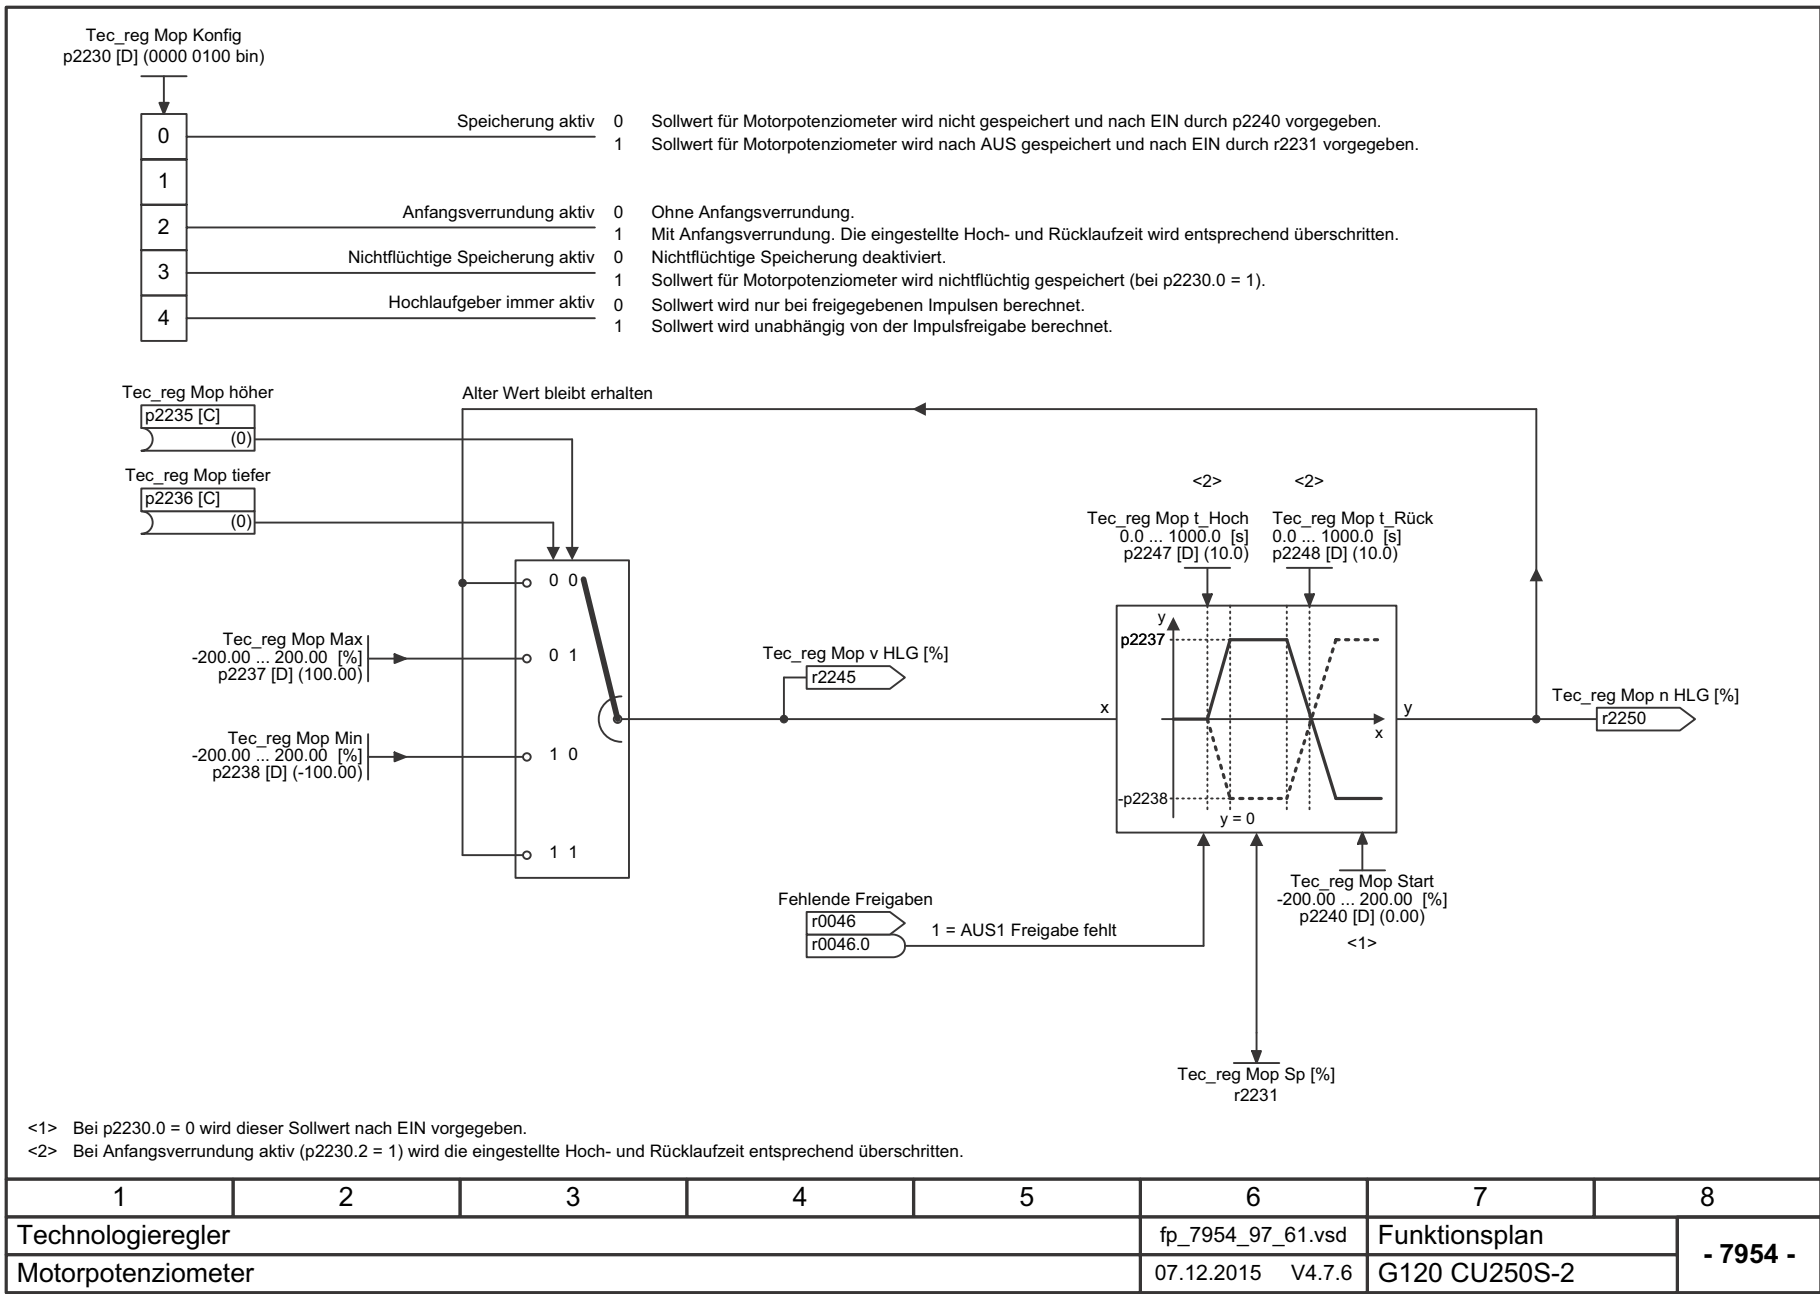 Tec_reg Mop Konfig
p2230 [D] (0000 0100 bin)
0
Speicherung aktiv 0 Sollwert für Motorpotenziometer wird nicht gespeichert und nach EIN durch p2240 vorgegeben.
1 Sollwert für Motorpotenziometer wird nach AUS gespeichert und nach EIN durch r2231 vorgegeben.
1
2
Anfangsverrundung aktiv 0 Ohne Anfangsverrundung.
1 Mit Anfangsverrundung. Die eingestellte Hoch- und Rücklaufzeit wird entsprechend überschritten.
3
Nichtflüchtige Speicherung aktiv 0 Nichtflüchtige Speicherung deaktiviert.
1 Sollwert für Motorpotenziometer wird nichtflüchtig gespeichert (bei p2230.0 = 1).
4
Hochlaufgeber immer aktiv 0 Sollwert wird nur bei freigegebenen Impulsen berechnet.
1 Sollwert wird unabhängig von der Impulsfreigabe berechnet.
Tec_reg Mop höher
p2235 [C]
(0)
Tec_reg Mop tiefer
p2236 [C]
(0)
Alter Wert bleibt erhalten
0 0
0 1
1 0
1 1
Tec_reg Mop Max
-200.00 ... 200.00 [%]
p2237 [D] (100.00)
Tec_reg Mop Min
-200.00 ... 200.00 [%]
p2238 [D] (-100.00)
Tec_reg Mop v HLG [%]
r2245
<2>
<2>
Tec_reg Mop t_Hoch
0.0 ... 1000.0 [s]
p2247 [D] (10.0)
Tec_reg Mop t_Rück
0.0 ... 1000.0 [s]
p2248 [D] (10.0)
x
y
p2237
-p2238
x
y = 0
y
Tec_reg Mop n HLG [%]
r2250
Fehlende Freigaben
r0046
r0046.0
1 = AUS1 Freigabe fehlt
Tec_reg Mop Start
-200.00 ... 200.00 [%]
p2240 [D] (0.00)
<1>
Tec_reg Mop Sp [%]
r2231
<1> Bei p2230.0 = 0 wird dieser Sollwert nach EIN vorgegeben.
<2> Bei Anfangsverrundung aktiv (p2230.2 = 1) wird die eingestellte Hoch- und Rücklaufzeit entsprechend überschritten.
1 2 3 4 5 6 7 8
Technologieregler fp_7954_97_61.vsd Funktionsplan
- 7954 -
Motorpotenziometer 07.12.2015 V4.7.6 G120 CU250S-2